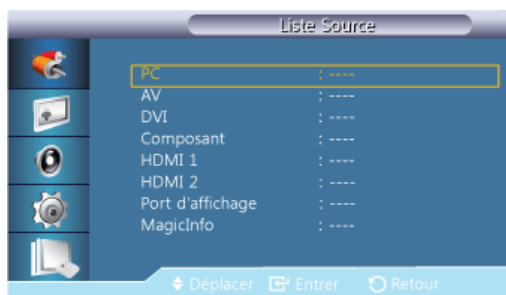 Liste Source
PC : ----
AV : ----
DVI : ----
Composant : ----
HDMI 1 : ----
HDMI 2 : ----
Port d'affichage : ----
MagicInfo : ----
Déplacer Entrer Retour